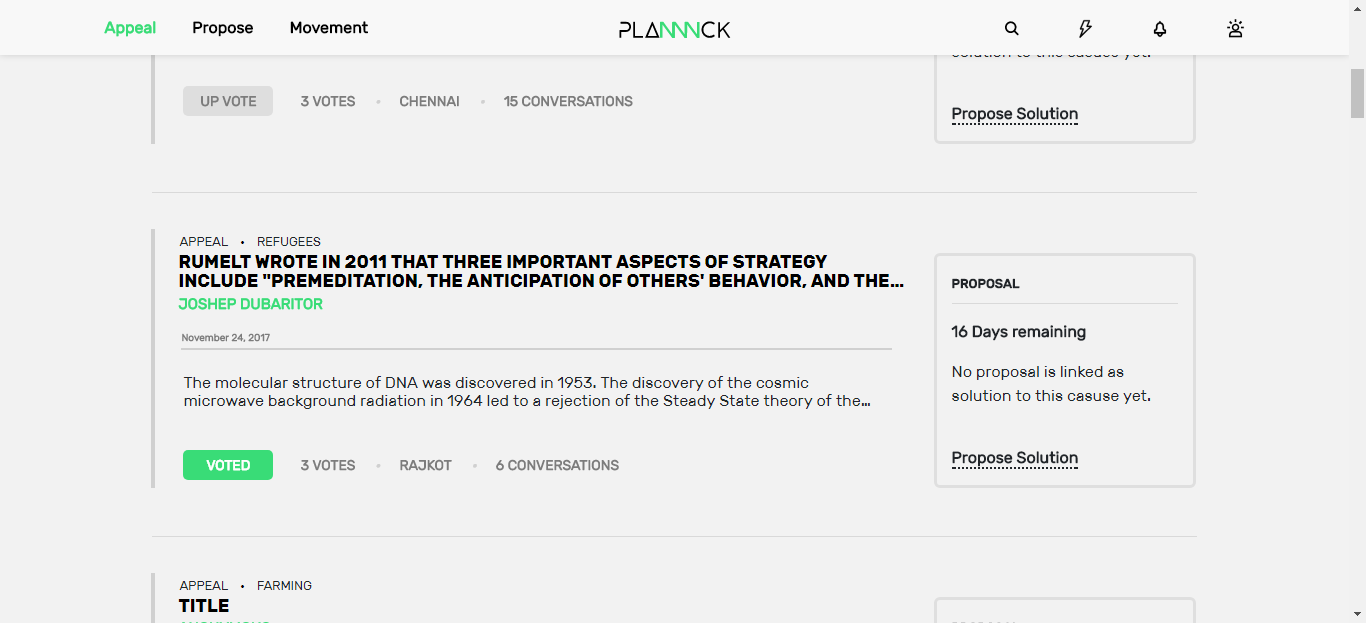 Appeal Propose Movement PLANNNCK
solution to this casuse yet.
UP VOTE 3 VOTES • CHENNAI • 15 CONVERSATIONS
Propose Solution
APPEAL • REFUGEES
RUMELT WROTE IN 2011 THAT THREE IMPORTANT ASPECTS OF STRATEGY
INCLUDE "PREMEDITATION, THE ANTICIPATION OF OTHERS' BEHAVIOR, AND THE...
JOSHEP DUBARITOR
November 24, 2017
The molecular structure of DNA was discovered in 1953. The discovery of the cosmic
microwave background radiation in 1964 led to a rejection of the Steady State theory of the...
VOTED 3 VOTES • RAJKOT • 6 CONVERSATIONS
PROPOSAL
16 Days remaining
No proposal is linked as
solution to this casuse yet.
Propose Solution
APPEAL • FARMING
TITLE